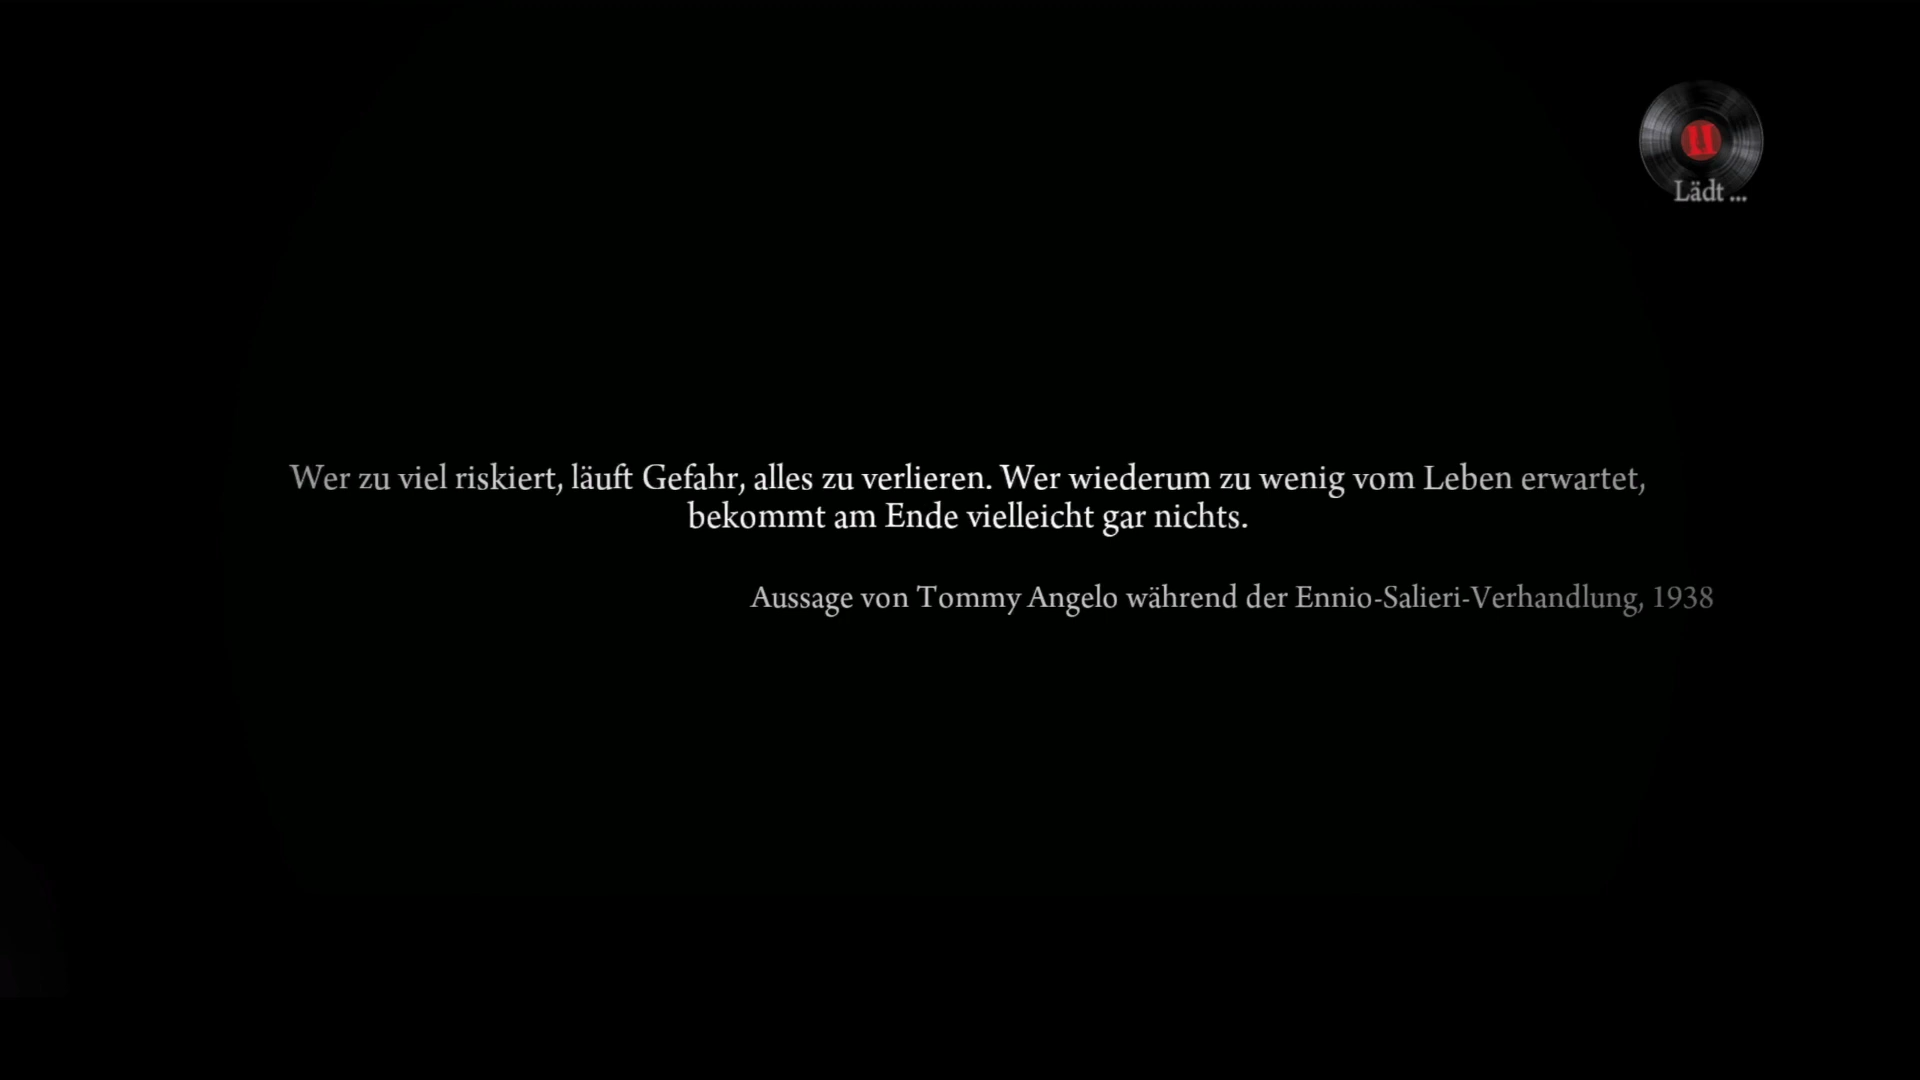 Lädt ...
Wer zu viel riskiert, läuft Gefahr, alles zu verlieren. Wer wiederum zu wenig vom Leben erwartet,
bekommt am Ende vielleicht gar nichts.
Aussage von Tommy Angelo während der Ennio-Salieri-Verhandlung, 1938